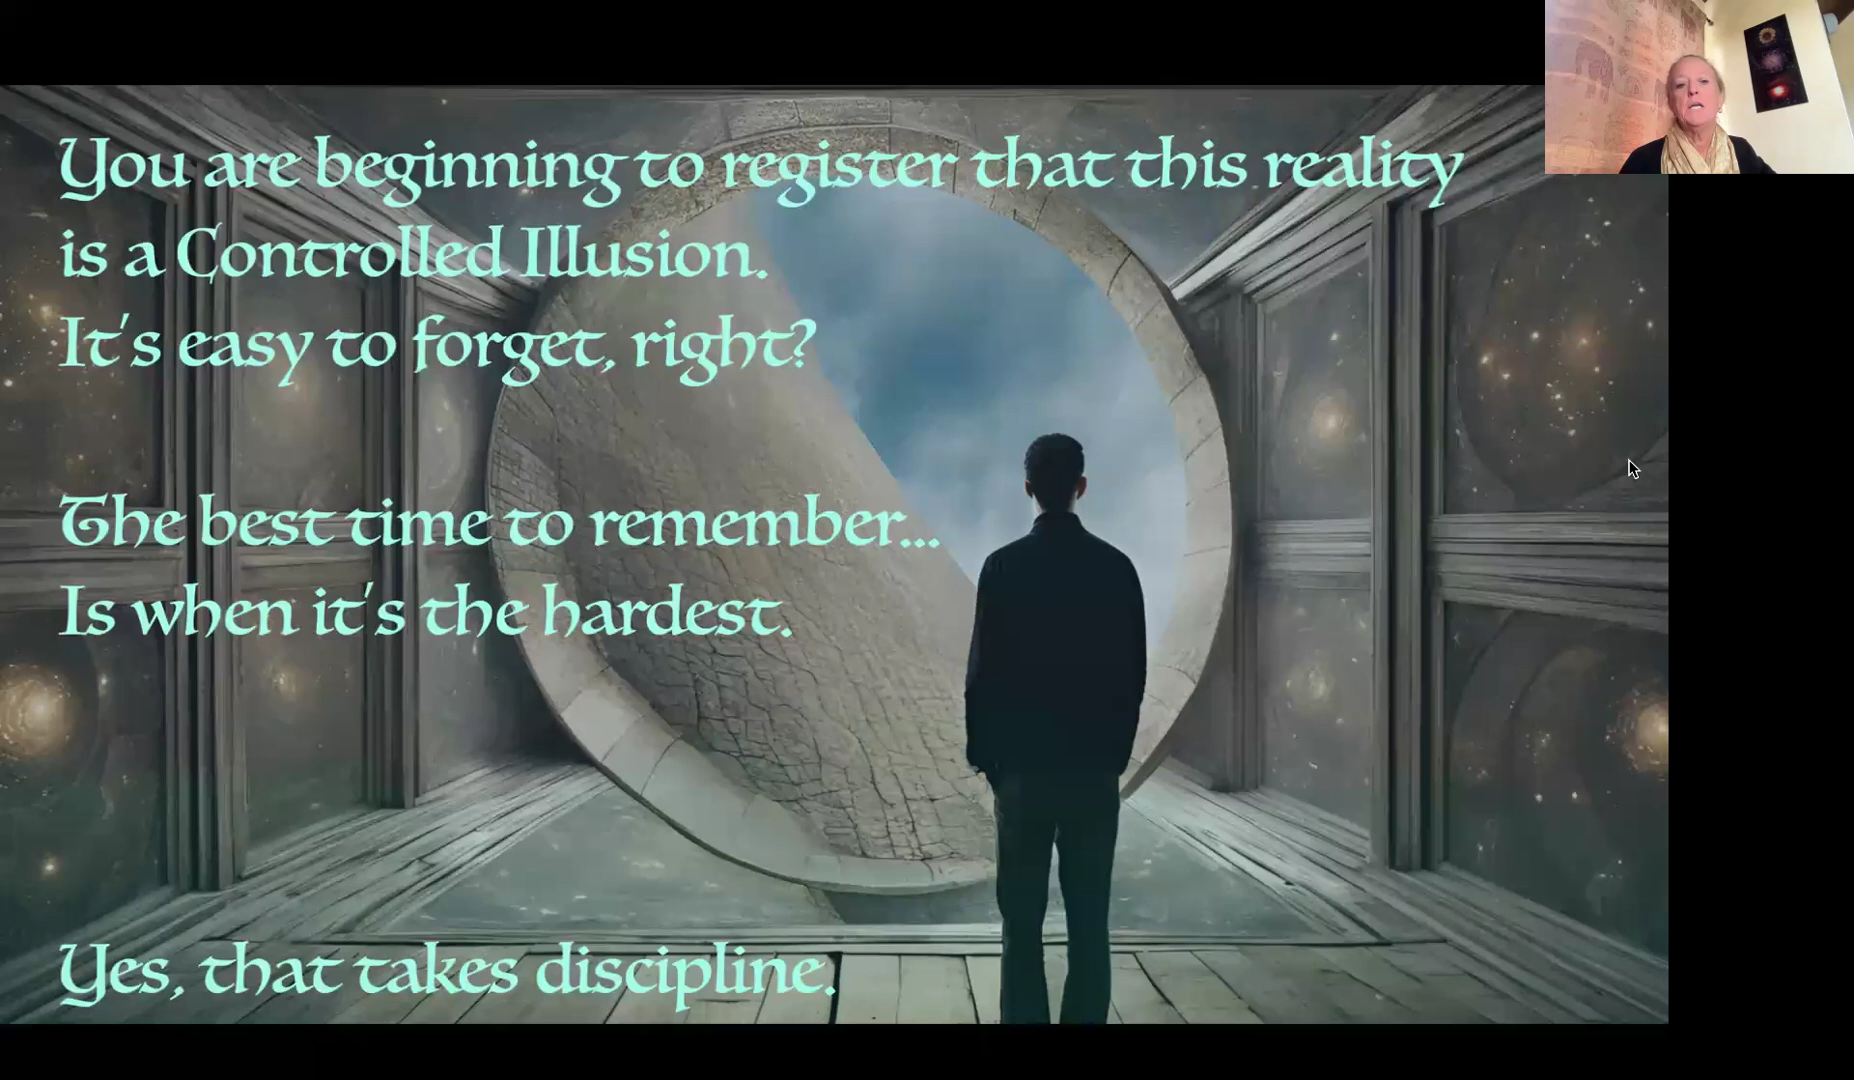 You are beginning to register that this reality
is a Controlled Illusion.
It's easy to forget, right?
The best time to remember...
Is when it's the hardest.
Yes, that takes discipline.